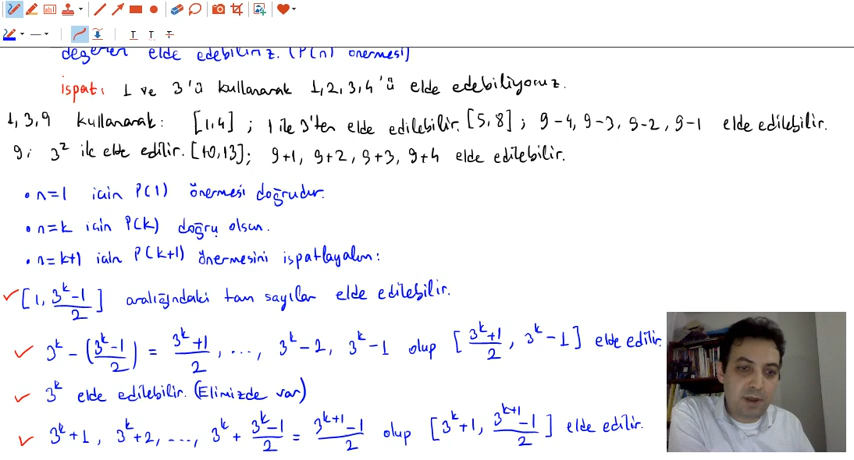 değerleri elde edebiliriz. (P(n) önermesi)
ispat: 1 ve 3'ü kullanarak 1,2,3,4'ü elde edebiliyoruz.
1,3,9 kullanarak: [1,4] ; 1 ile 3'ten elde edilebilir. [5,8] ; 9-4, 9-3, 9-2, 9-1 elde edilebilir.
9; 3² ile elde edilir. [10,13]; 9+1, 9+2, 9+3, 9+4 elde edilebilir.
• n=1 için P(1) önermesi doğrudur.
• n=k için P(k) doğru olsun.
• n=k+1 için P(k+1) önermesini ispatlayalım:
✓ [1, (3^k-1)/2] aralığındaki tam sayılar elde edilebilir.
✓ 3^k - ((3^k-1)/2) = (3^k+1)/2, ..., 3^k-2, 3^k-1 olup [(3^k+1)/2, 3^k-1] elde edilir.
✓ 3^k elde edilebilir. (Elimizde var)
✓ 3^k+1, 3^k+2, ..., 3^k + (3^k-1)/2 = (3^(k+1)-1)/2 olup [3^k+1, (3^(k+1)-1)/2] elde edilir.